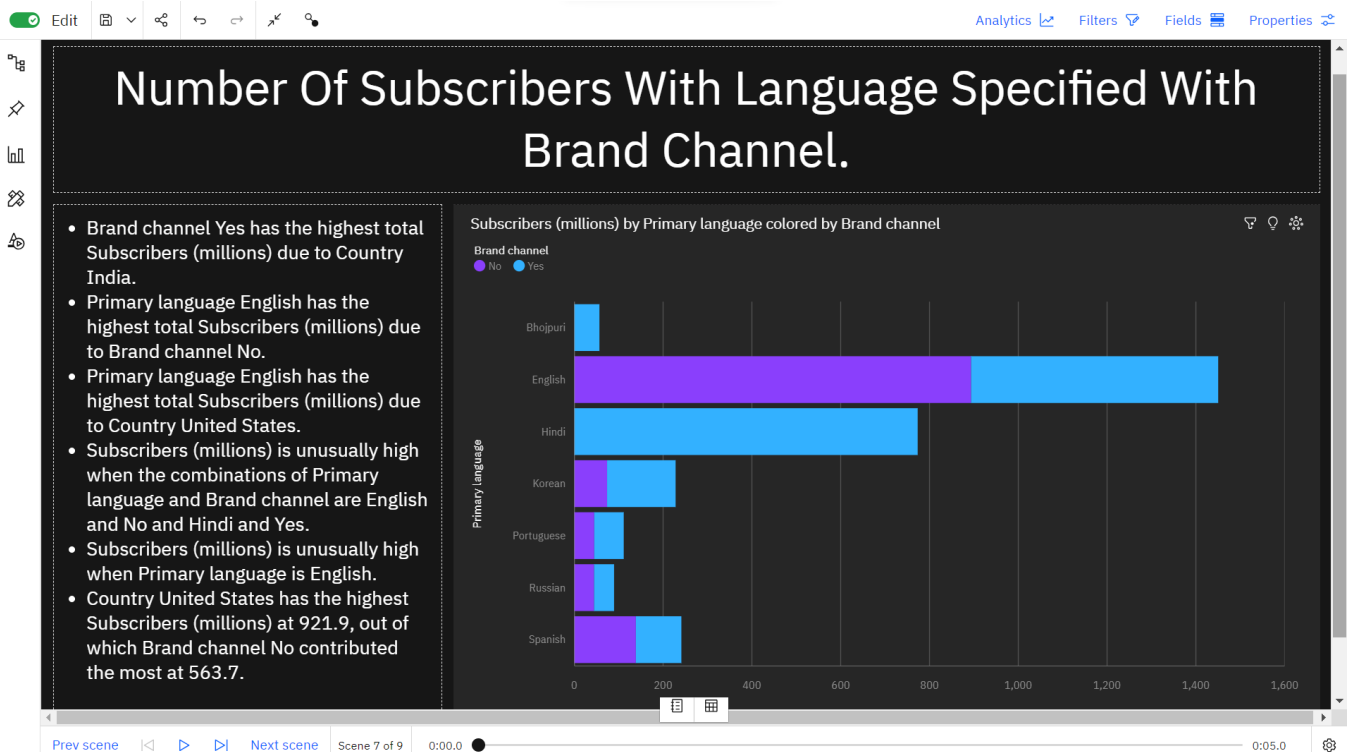 Edit
Analytics
Filters
Fields
Properties
Number Of Subscribers With Language Specified With
Brand Channel.
• Brand channel Yes has the highest total
Subscribers (millions) due to Country
India.
• Primary language English has the
highest total Subscribers (millions) due
to Brand channel No.
• Primary language English has the
highest total Subscribers (millions) due
to Country United States.
• Subscribers (millions) is unusually high
when the combinations of Primary
language and Brand channel are English
and No and Hindi and Yes.
• Subscribers (millions) is unusually high
when Primary language is English.
• Country United States has the highest
Subscribers (millions) at 921.9, out of
which Brand channel No contributed
the most at 563.7.
Subscribers (millions) by Primary language colored by Brand channel
Brand channel
No
Yes
Primary language
Bhojpuri
English
Hindi
Korean
Portuguese
Russian
Spanish
0 200 400 600 800 1,000 1,200 1,400 1,600
Prev scene
Next scene
Scene 7 of 9
0:00.0
0:05.0